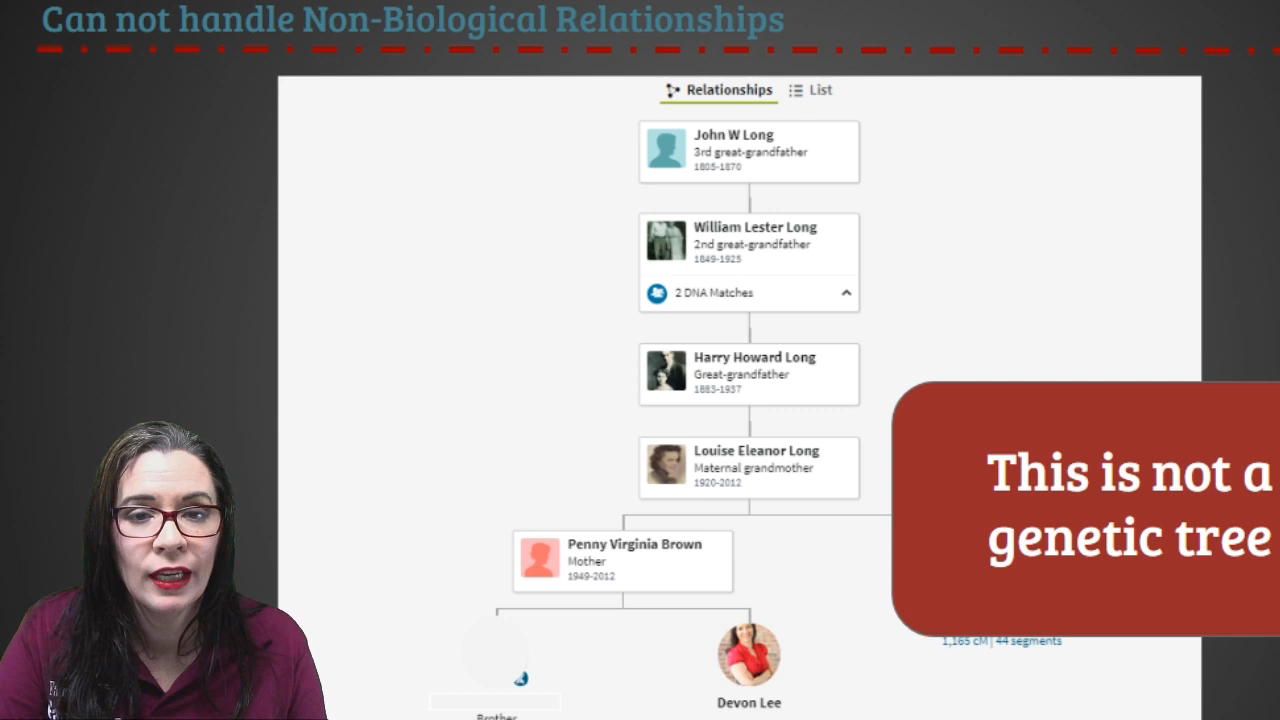 Can not handle Non-Biological Relationships
Relationships
List
John W Long
3rd great-grandfather
1805-1870
William Lester Long
2nd great-grandfather
1849-1925
2 DNA Matches
Harry Howard Long
Great-grandfather
1883-1937
Louise Eleanor Long
Maternal grandmother
1920-2012
This is not a
genetic tree
Penny Virginia Brown
Mother
1949-2012
1,165 cM | 44 segments
Devon Lee
Brother